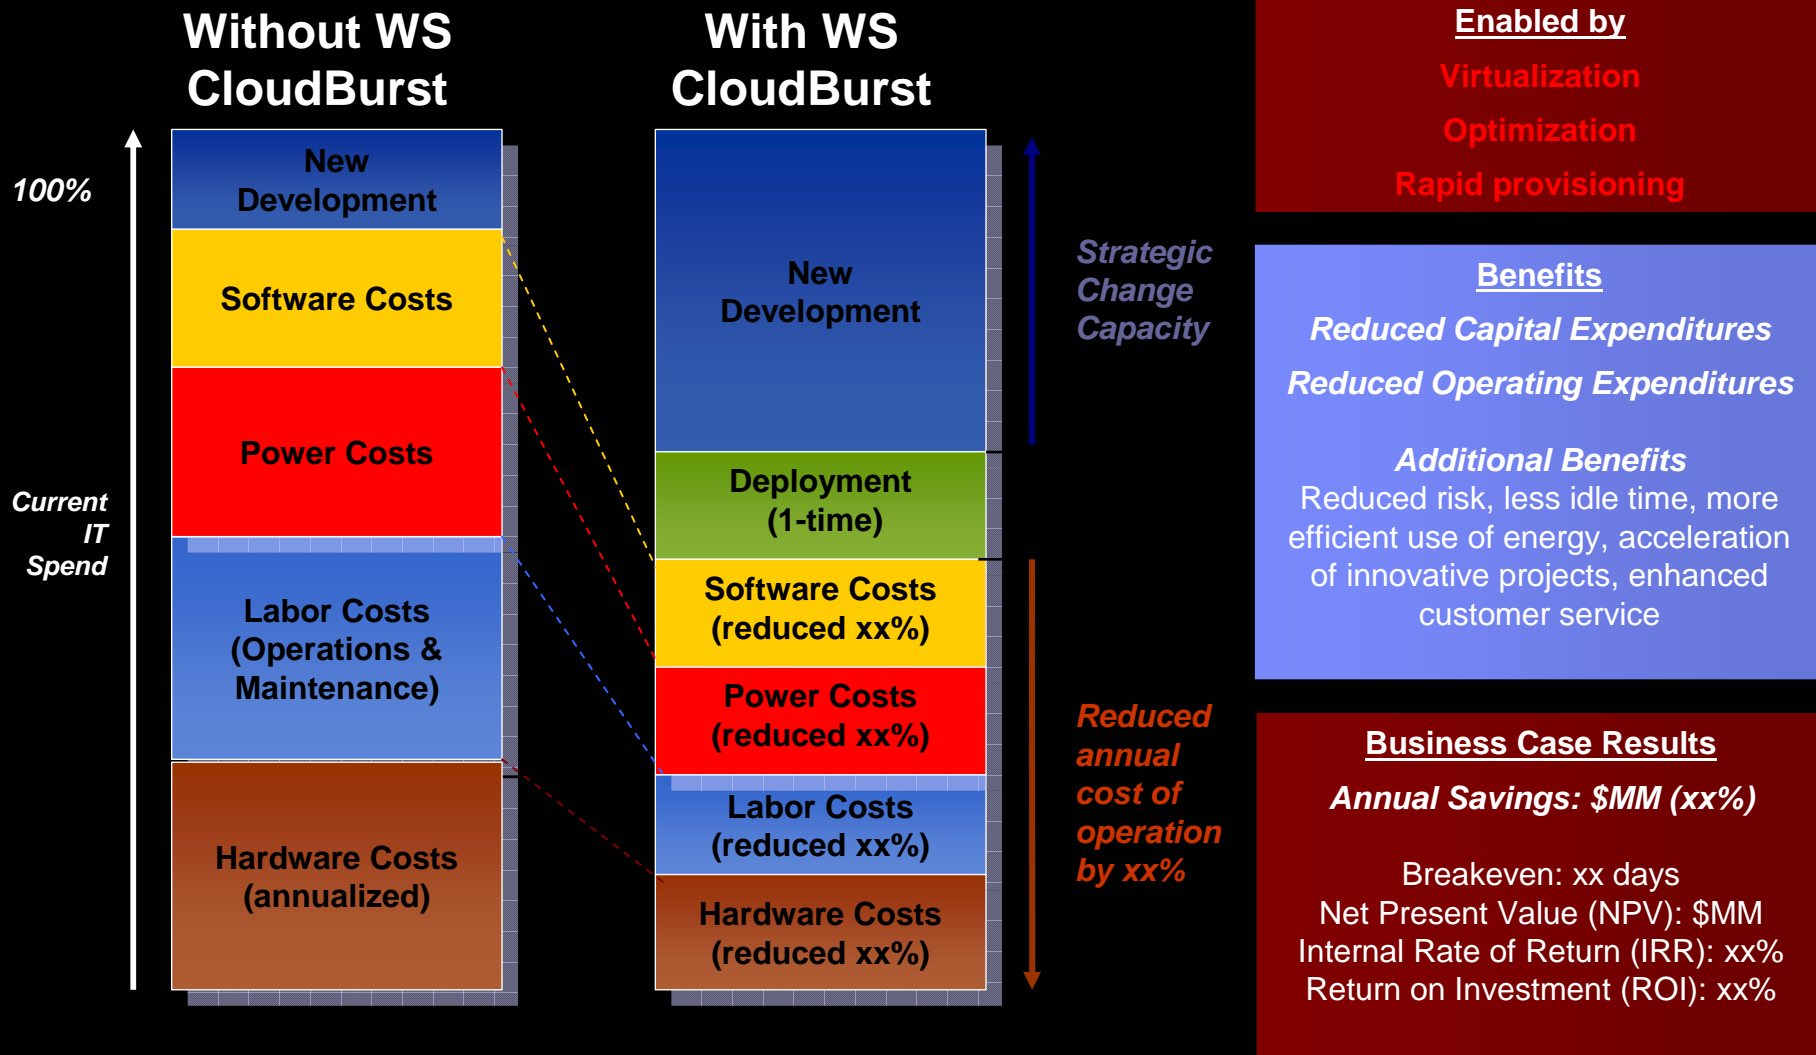 Without WS
CloudBurst
100%
Current
IT
Spend
New
Development
Software Costs
Power Costs
Labor Costs
(Operations &
Maintenance)
Hardware Costs
(annualized)
With WS
CloudBurst
New
Development
Deployment
(1-time)
Software Costs
(reduced xx%)
Power Costs
(reduced xx%)
Labor Costs
(reduced xx%)
Hardware Costs
(reduced xx%)
Strategic
Change
Capacity
Reduced
annual
cost of
operation
by xx%
Enabled by
Virtualization
Optimization
Rapid provisioning
Benefits
Reduced Capital Expenditures
Reduced Operating Expenditures
Additional Benefits
Reduced risk, less idle time, more
efficient use of energy, acceleration
of innovative projects, enhanced
customer service
Business Case Results
Annual Savings: $MM (xx%)
Breakeven: xx days
Net Present Value (NPV): $MM
Internal Rate of Return (IRR): xx%
Return on Investment (ROI): xx%